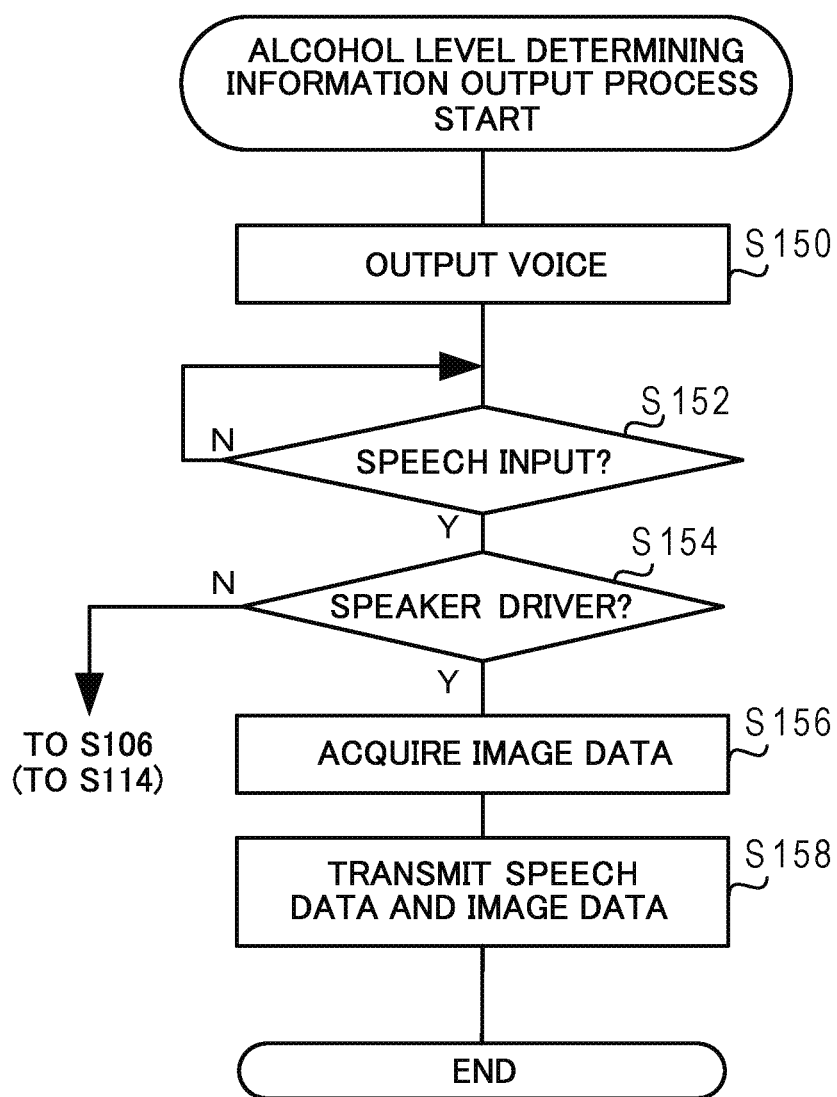 ALCOHOL LEVEL DETERMINING
INFORMATION OUTPUT PROCESS
START
OUTPUT VOICE
S150
SPEECH INPUT?
S152
N
Y
SPEAKER DRIVER?
S154
N
Y
TO S106
(TO S114)
ACQUIRE IMAGE DATA
S156
TRANSMIT SPEECH
DATA AND IMAGE DATA
S158
END